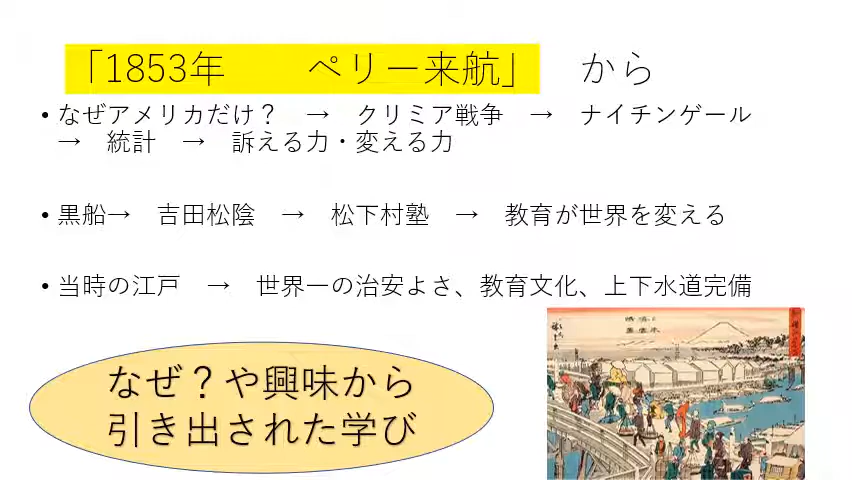 「1853年　　ペリー来航」　から
• なぜアメリカだけ？　→　クリミア戦争　→　ナイチンゲール
→　統計　→　訴える力・変える力
• 黒船→　吉田松陰　→　松下村塾　→　教育が世界を変える
• 当時の江戸　→　世界一の治安よさ、教育文化、上下水道完備
なぜ？や興味から
引き出された学び